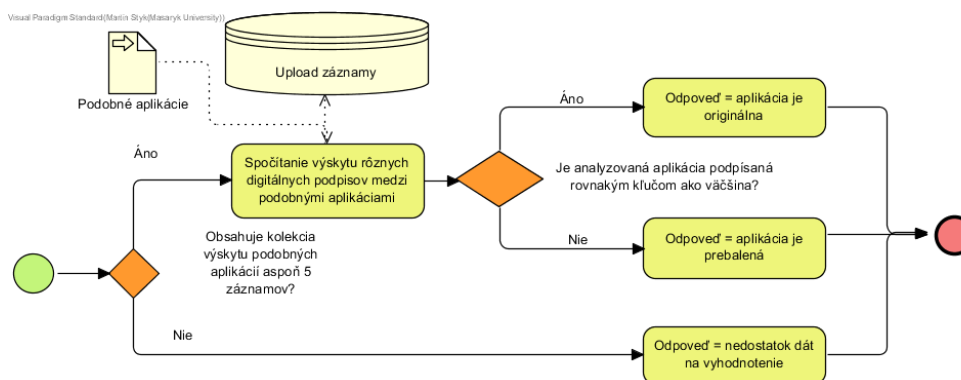 Visual Paradigm Standard(Martin Styk(Masaryk University))
Podobné aplikácie
Upload záznamy
Áno
Spočítanie výskytu rôznych
digitálnych podpisov medzi
podobnými aplikáciami
Obsahuje kolekcia
výskytu podobných
aplikácií aspoň 5
záznamov?
Nie
Áno
Je analyzovaná aplikácia podpísaná
rovnakým kľučom ako väčšina?
Nie
Odpoveď = aplikácia je
originálna
Odpoveď = aplikácia je
prebalená
Odpoveď = nedostatok dát
na vyhodnotenie